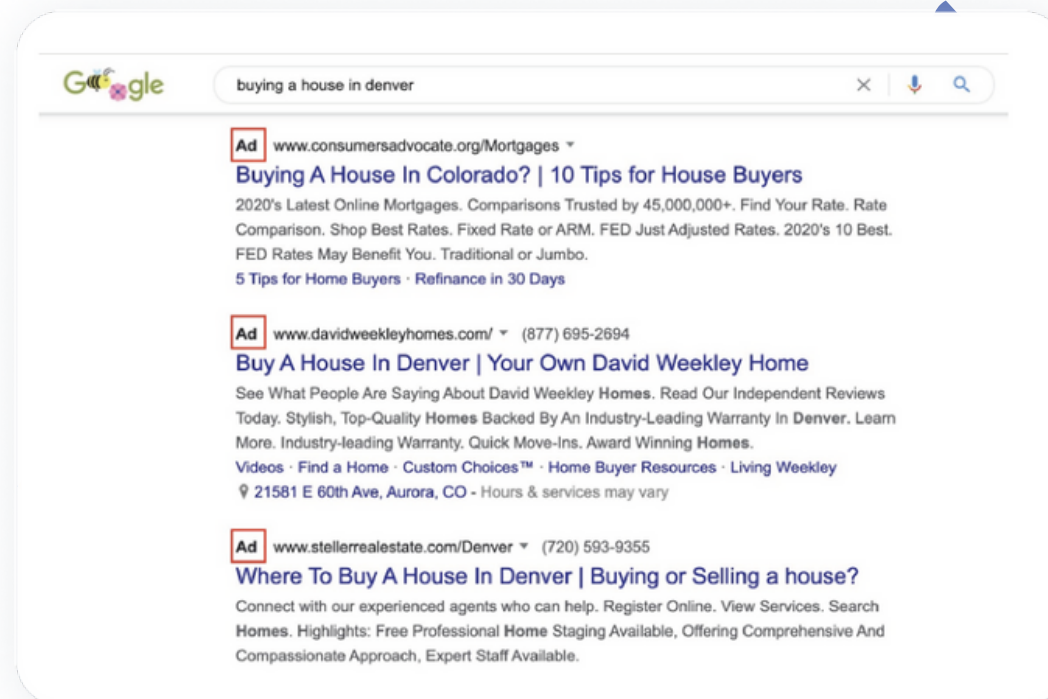 Google
buying a house in denver
Ad www.consumersadvocate.org/Mortgages
Buying A House In Colorado? | 10 Tips for House Buyers
2020's Latest Online Mortgages. Comparisons Trusted by 45,000,000+. Find Your Rate. Rate
Comparison. Shop Best Rates. Fixed Rate or ARM. FED Just Adjusted Rates. 2020's 10 Best.
FED Rates May Benefit You. Traditional or Jumbo.
5 Tips for Home Buyers · Refinance in 30 Days
Ad www.davidweekleyhomes.com/ (877) 695-2694
Buy A House In Denver | Your Own David Weekley Home
See What People Are Saying About David Weekley Homes. Read Our Independent Reviews
Today. Stylish, Top-Quality Homes Backed By An Industry-Leading Warranty In Denver. Learn
More. Industry-leading Warranty. Quick Move-Ins. Award Winning Homes.
Videos · Find a Home · Custom Choices™ · Home Buyer Resources · Living Weekley
21581 E 60th Ave, Aurora, CO - Hours & services may vary
Ad www.stellerrealestate.com/Denver (720) 593-9355
Where To Buy A House In Denver | Buying or Selling a house?
Connect with our experienced agents who can help. Register Online. View Services. Search
Homes. Highlights: Free Professional Home Staging Available, Offering Comprehensive And
Compassionate Approach, Expert Staff Available.